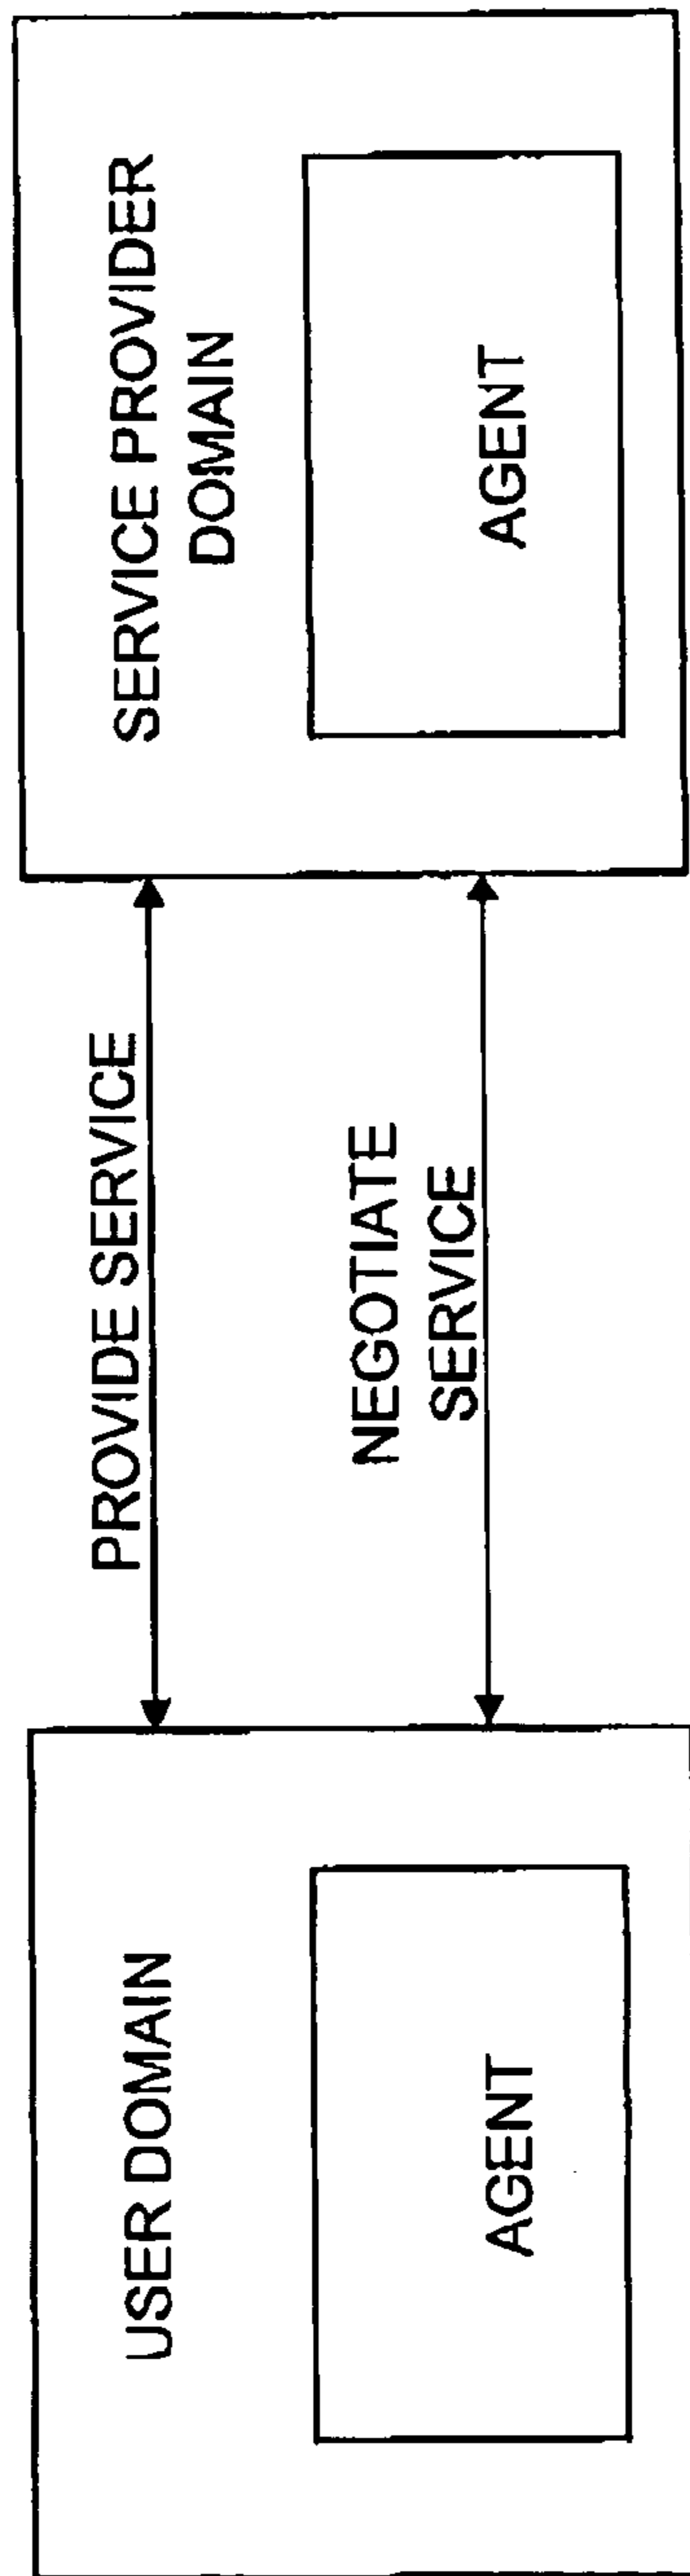 USER DOMAIN
AGENT
PROVIDE SERVICE
NEGOTIATE
SERVICE
SERVICE PROVIDER
DOMAIN
AGENT